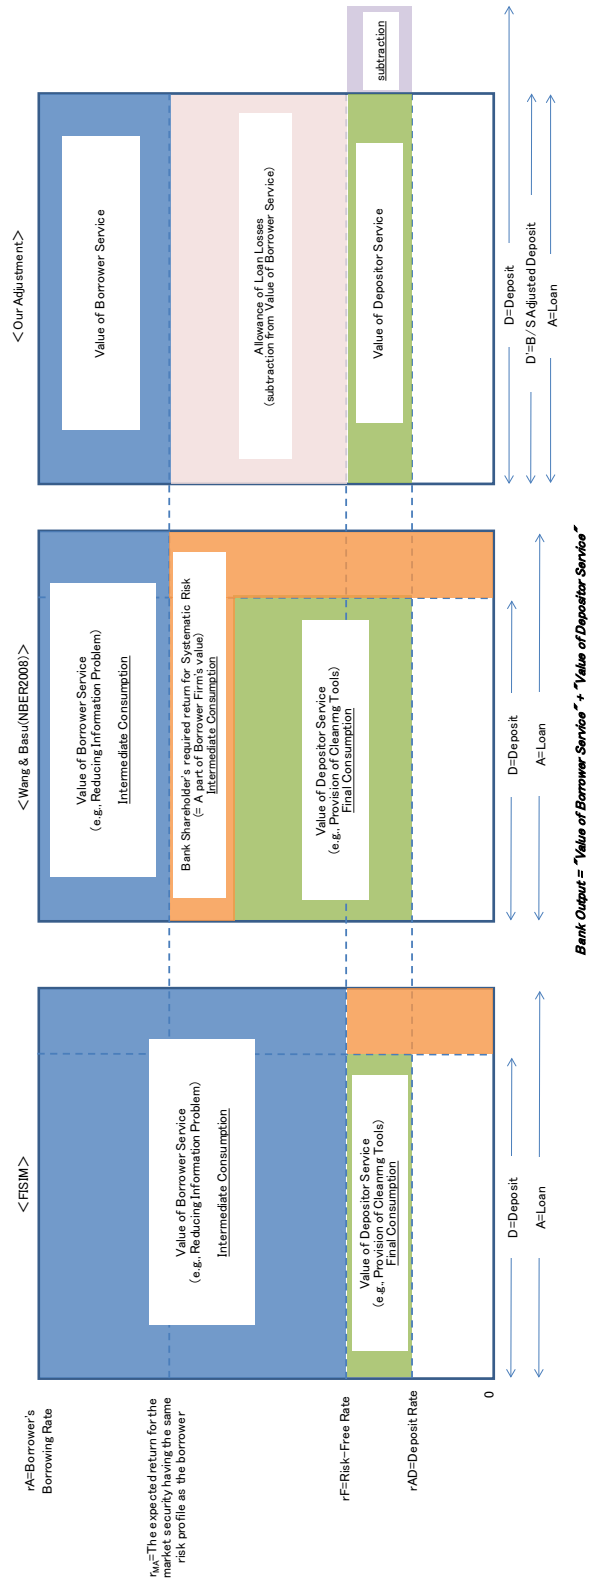 <FISIM>
<Wang & Basu(NBER2008)>
<Our Adjustment>
rA=Borrower's
Borrowing Rate
rMA=The expected return for the
market security having the same
risk profile as the borrower
rF=Risk-Free Rate
rAD=Deposit Rate
0
Value of Borrower Service
(e.g., Reducing Information Problem)
Intermediate Consumption
Value of Depositor Service
(e.g., Provision of Cleanrng Tools)
Final Consumption
D=Deposit
A=Loan
Value of Borrower Service
(e.g., Reducing Information Problem)
Intermediate Consumption
Bank Shareholder's required return for Systematic Risk
(= A part of Borrower Firm's value)
Intermediate Consumption
Value of Depositor Service
(e.g., Provision of Cleanrng Tools)
Final Consumption
D=Deposit
A=Loan
Value of Borrower Service
Allowance of Loan Losses
(subtraction from Value of Borrower Service)
Value of Depositor Service
subtraction
D=Deposit
D'=B/S Adjusted Deposit
A=Loan
Bank Output = "Value of Borrower Service" + "Value of Depositor Service"